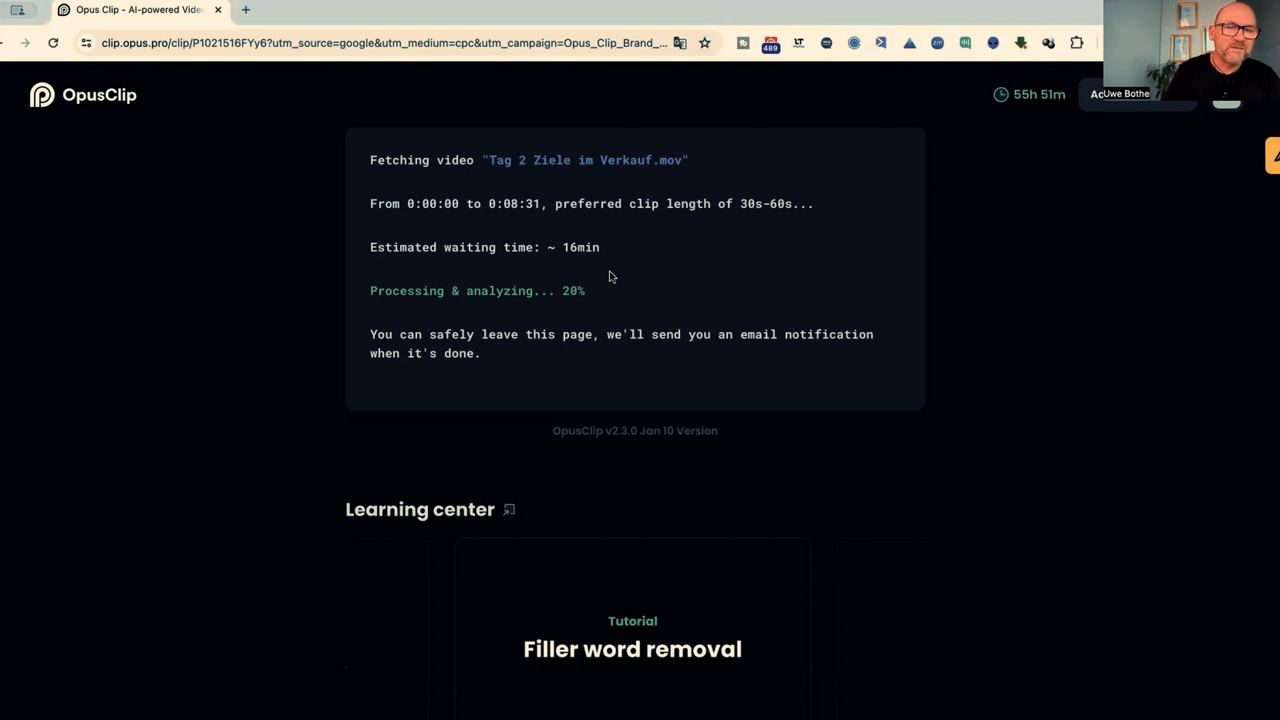 Opus Clip - AI-powered Vide
clip.opus.pro/clip/P1021516FYy6?utm_source=google&utm_medium=cpc&utm_campaign=Opus_Clip_Brand_...
489
zm
Uwe Bothe
OpusClip
55h 51m
Fetching video "Tag 2 Ziele im Verkauf.mov"
From 0:00:00 to 0:08:31, preferred clip length of 30s-60s...
Estimated waiting time: ~ 16min
Processing & analyzing... 20%
You can safely leave this page, we'll send you an email notification
when it's done.
OpusClip v2.3.0 Jan 10 Version
Learning center
Tutorial
Filler word removal